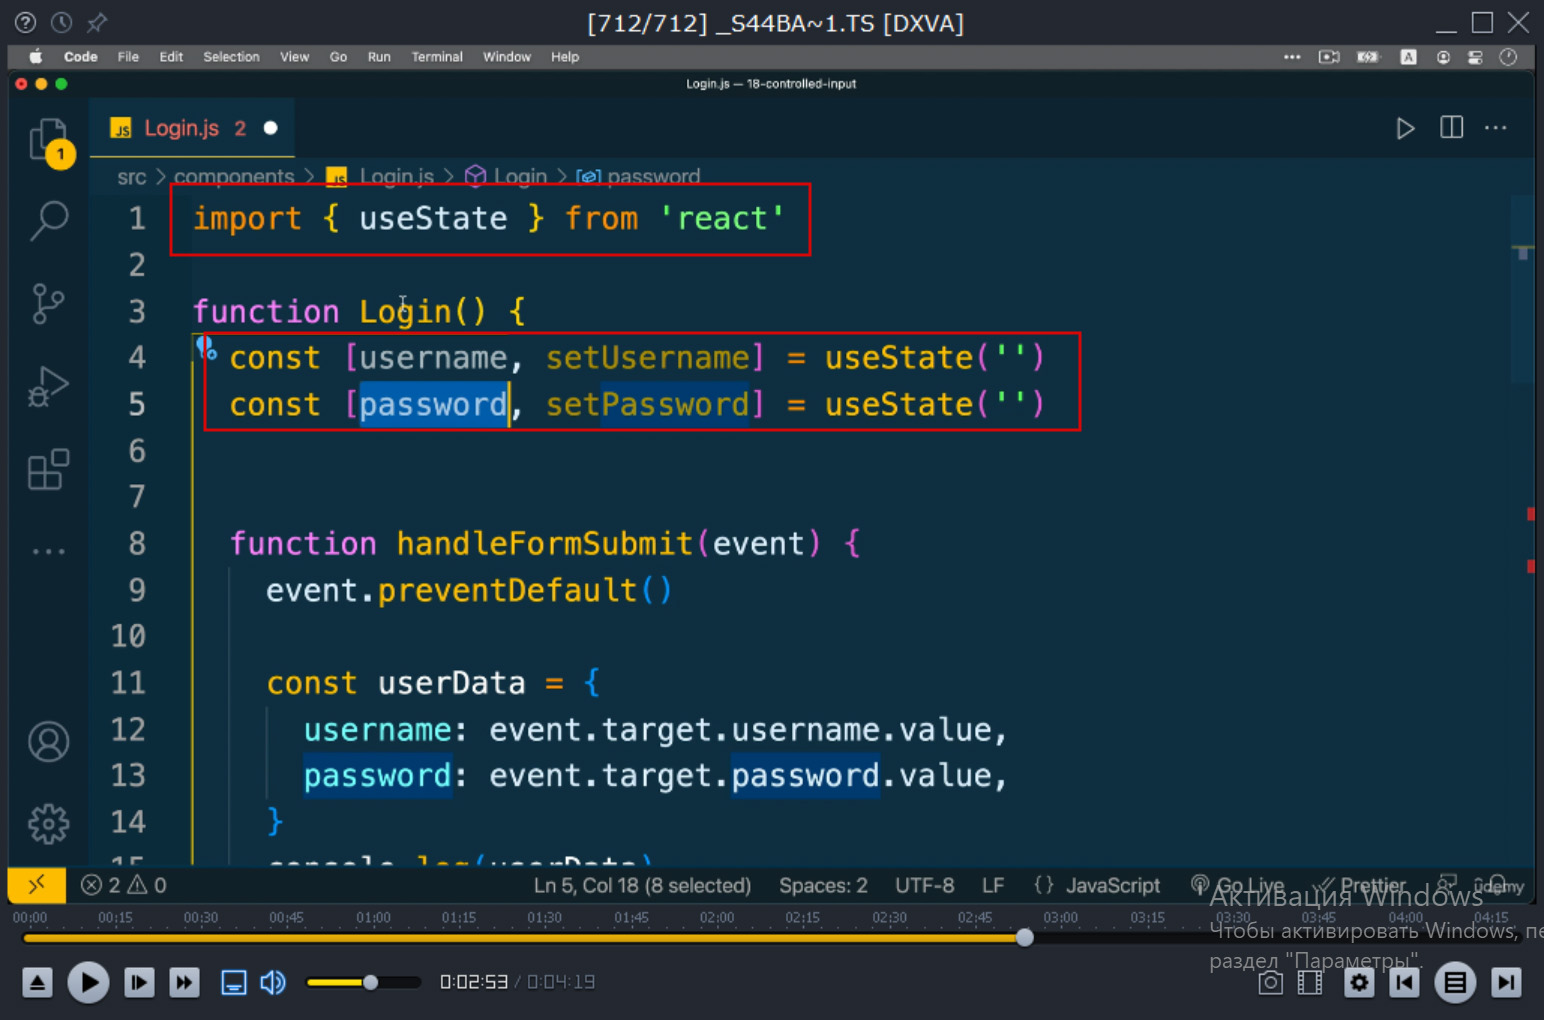 [712/712] _S44BA~1.TS [DXVA]
Code File Edit Selection View Go Run Terminal Window Help
A
Login.js — 18-controlled-input
JS Login.js 2
1
src > components > JS Login.js > Login > password
1 import { useState } from 'react'
2
3 function Login() {
4 const [username, setUsername] = useState('')
5 const [password, setPassword] = useState('')
6
7
8 function handleFormSubmit(event) {
9 event.preventDefault()
10
11 const userData = {
12 username: event.target.username.value,
13 password: event.target.password.value,
14 }
15 console.log(userData)
2 0 Ln 5, Col 18 (8 selected) Spaces: 2 UTF-8 LF {} JavaScript Go Live Prettier
ûdemy
Активация Windows
Чтобы активировать Windows,
раздел "Параметры".
00:00 00:15 00:30 00:45 01:00 01:15 01:30 01:45 02:00 02:15 02:30 02:45 03:00 03:15 03:30 03:45 04:00 04:15
0:02:53 / 0:04:19